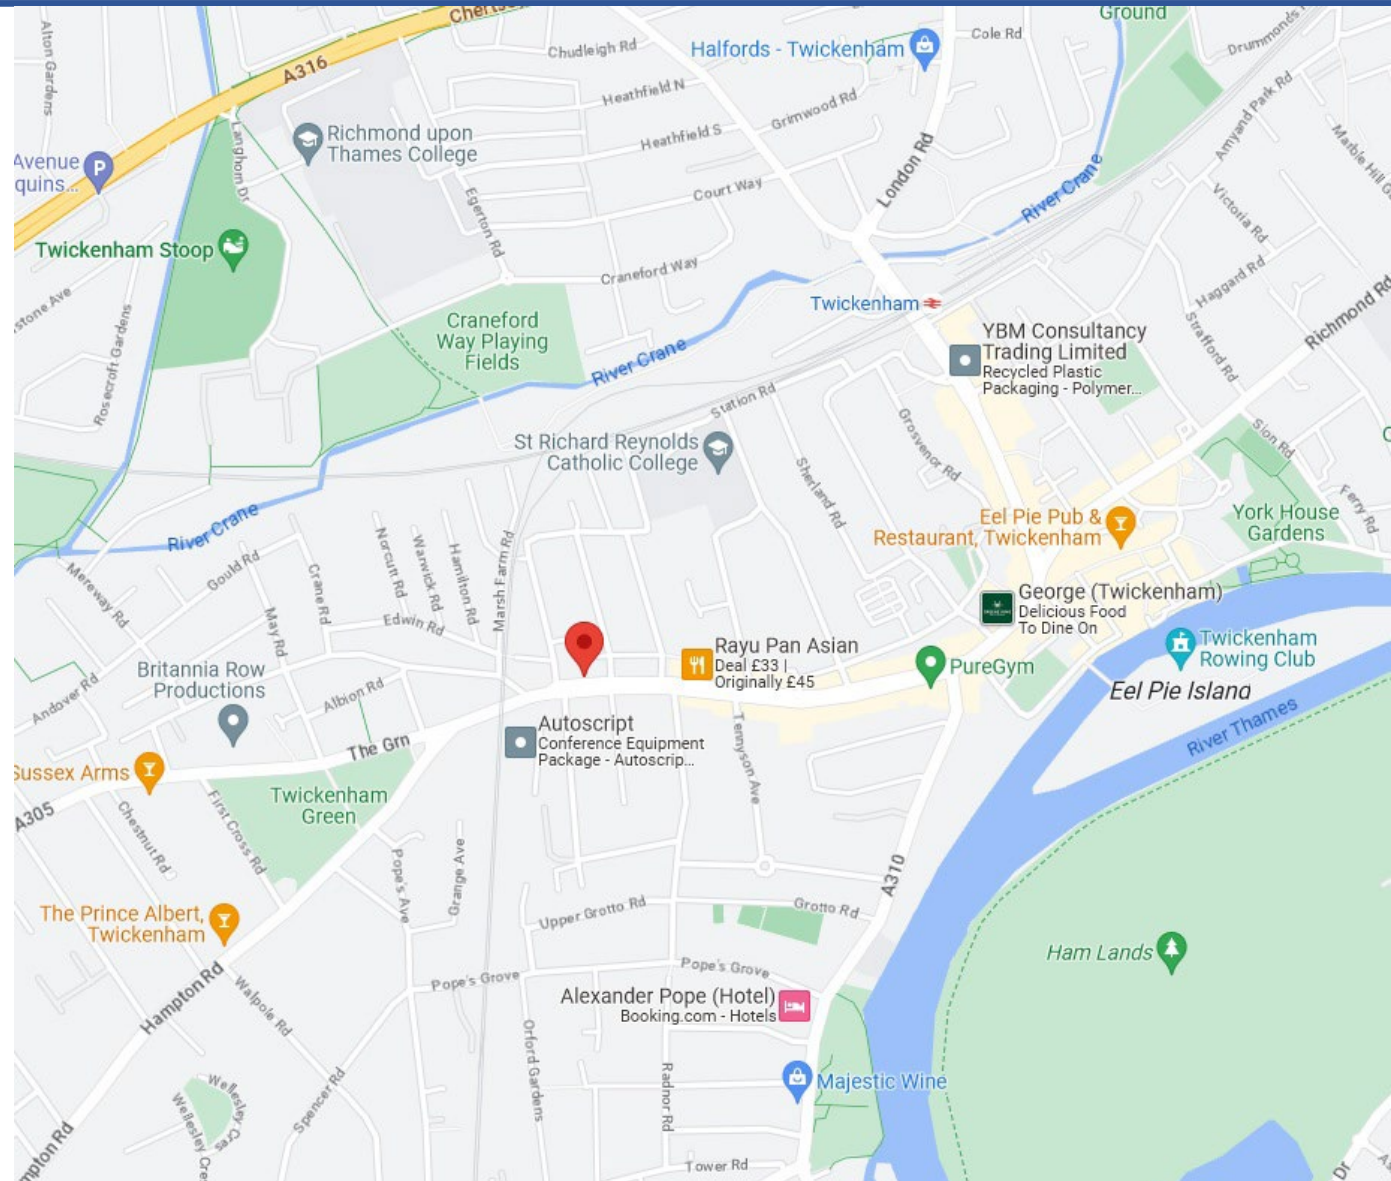 Chertsey
Ground
Alton Gardens
Chudleigh Rd
Halfords - Twickenham
Cole Rd
Drummonds
A316
Heathfield N
Grimwood Rd
Amyand Park Rd
Langhorn Dr
Richmond upon
Thames College
Heathfield S
London Rd
Marble Hill G
Avenue
quins...
P
Court Way
River Crane
Egerton Rd
Victoria Rd
Twickenham Stoop
Craneford Way
Haggard Rd
stone Ave
Rosecroft Gardens
Twickenham
Strafford Rd
Richmond Rd
Craneford
Way Playing
Fields
YBM Consultancy
Trading Limited
Recycled Plastic
Packaging - Polymer...
River Crane
Station Rd
Grosvenor Rd
St Richard Reynolds
Catholic College
Sherland Rd
Sion Rd
Ferry Rd
River Crane
Eel Pie Pub &
Restaurant, Twickenham
York House
Gardens
Mereway Rd
Gould Rd
Crane Rd
Norcutt Rd
Warwick Rd
Hamilton Rd
Marsh Farm Rd
May Rd
Edwin Rd
George (Twickenham)
Delicious Food
To Dine On
Rayu Pan Asian
Deal £33 |
Originally £45
PureGym
Twickenham
Rowing Club
Eel Pie Island
Andover Rd
Britannia Row
Productions
Albion Rd
Autoscript
Conference Equipment
Package - Autoscrip...
Tennyson Ave
River Thames
The Grn
Sussex Arms
Twickenham
Green
A305
Chestnut Rd
First Cross Rd
Pope's Ave
Grange Ave
A310
The Prince Albert,
Twickenham
Upper Grotto Rd
Grotto Rd
Ham Lands
Hampton Rd
Walpole Rd
Pope's Grove
Pope's Grove
Alexander Pope (Hotel)
Booking.com - Hotels
Orford Gardens
Radnor Rd
Majestic Wine
Wellesley Cres
Wellesley Cres
Spencer Rd
mpton Rd
Tower Rd
Dr